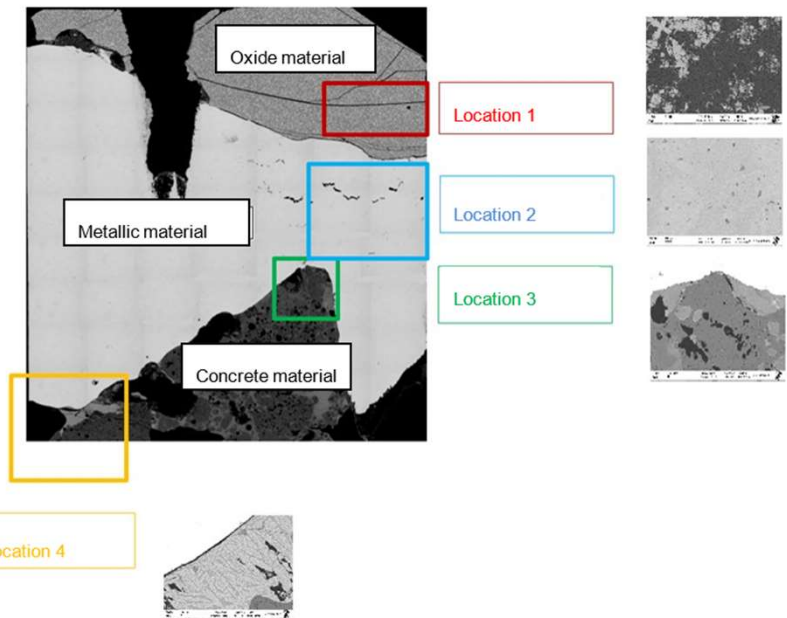 Oxide material
Location 1
Location 2
Metallic material
Location 3
Concrete material
ocation 4